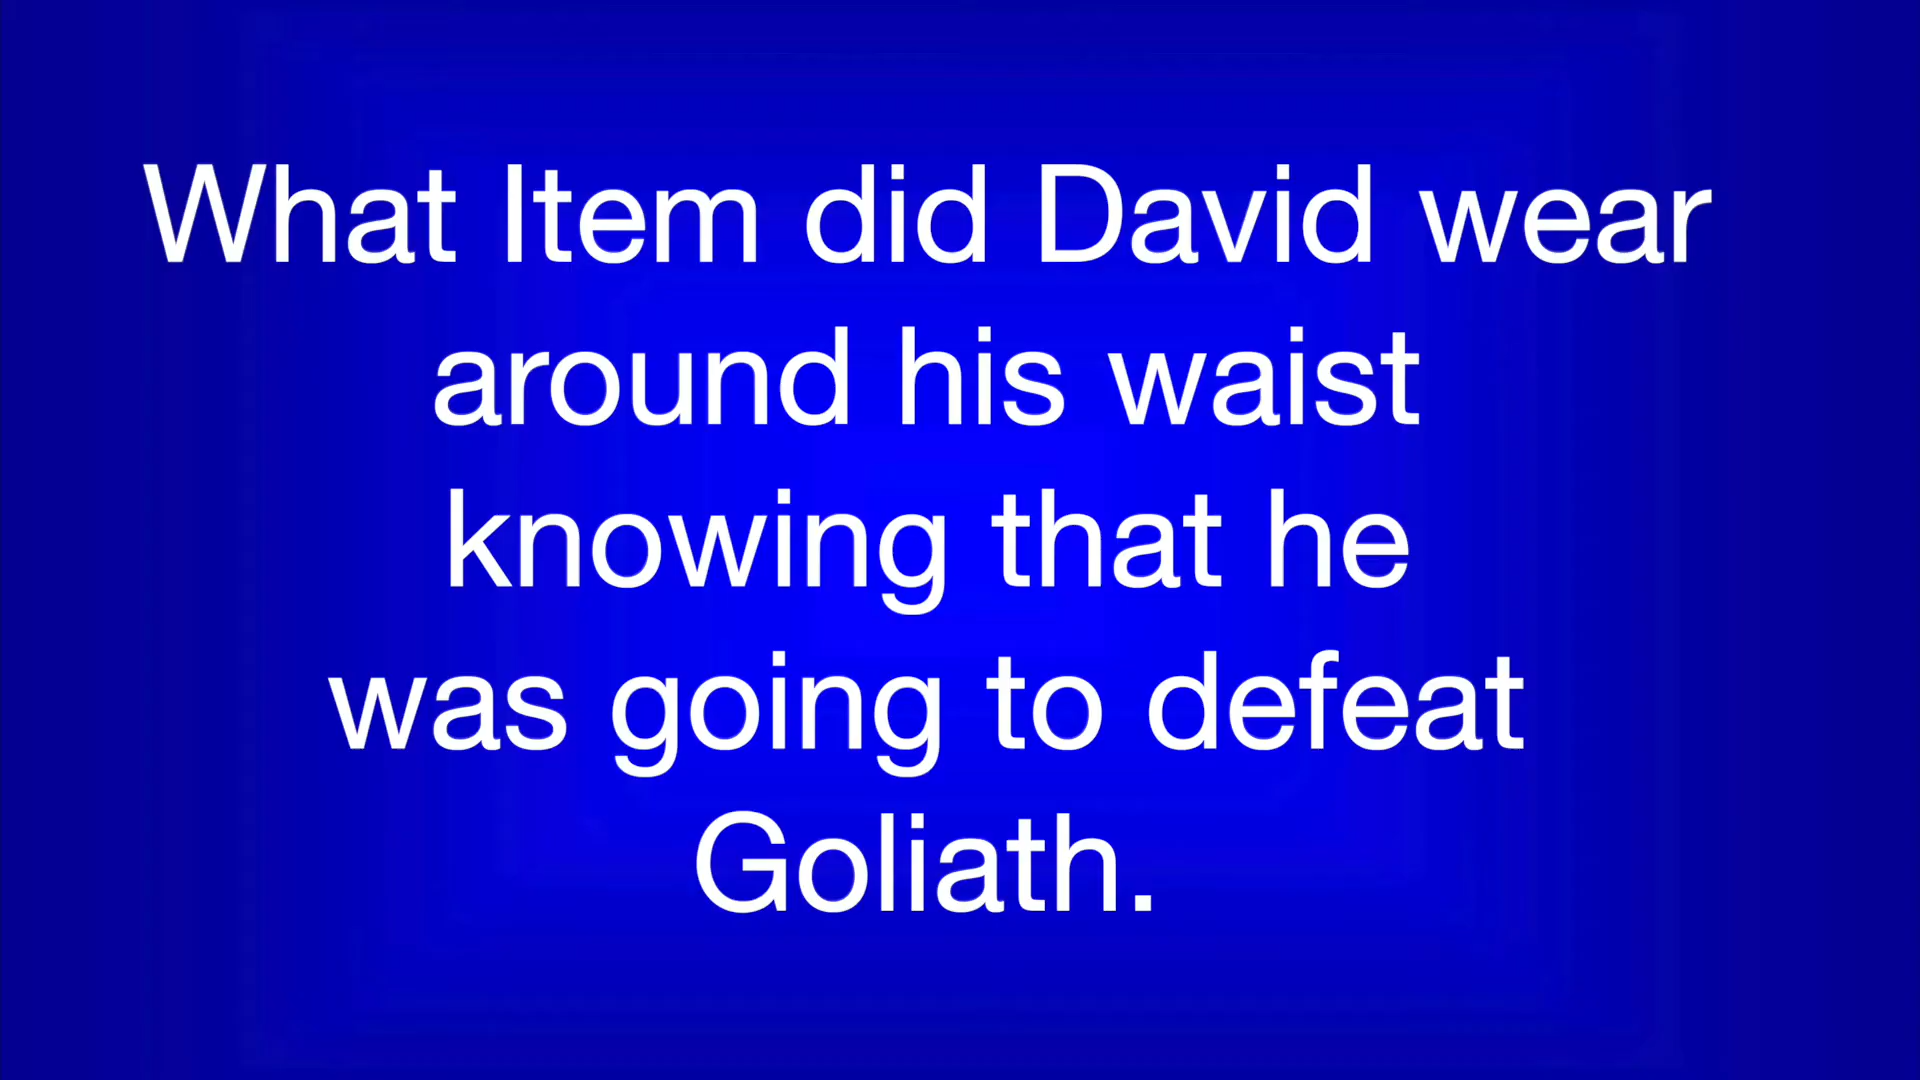 What Item did David wear
around his waist
knowing that he
was going to defeat
Goliath.